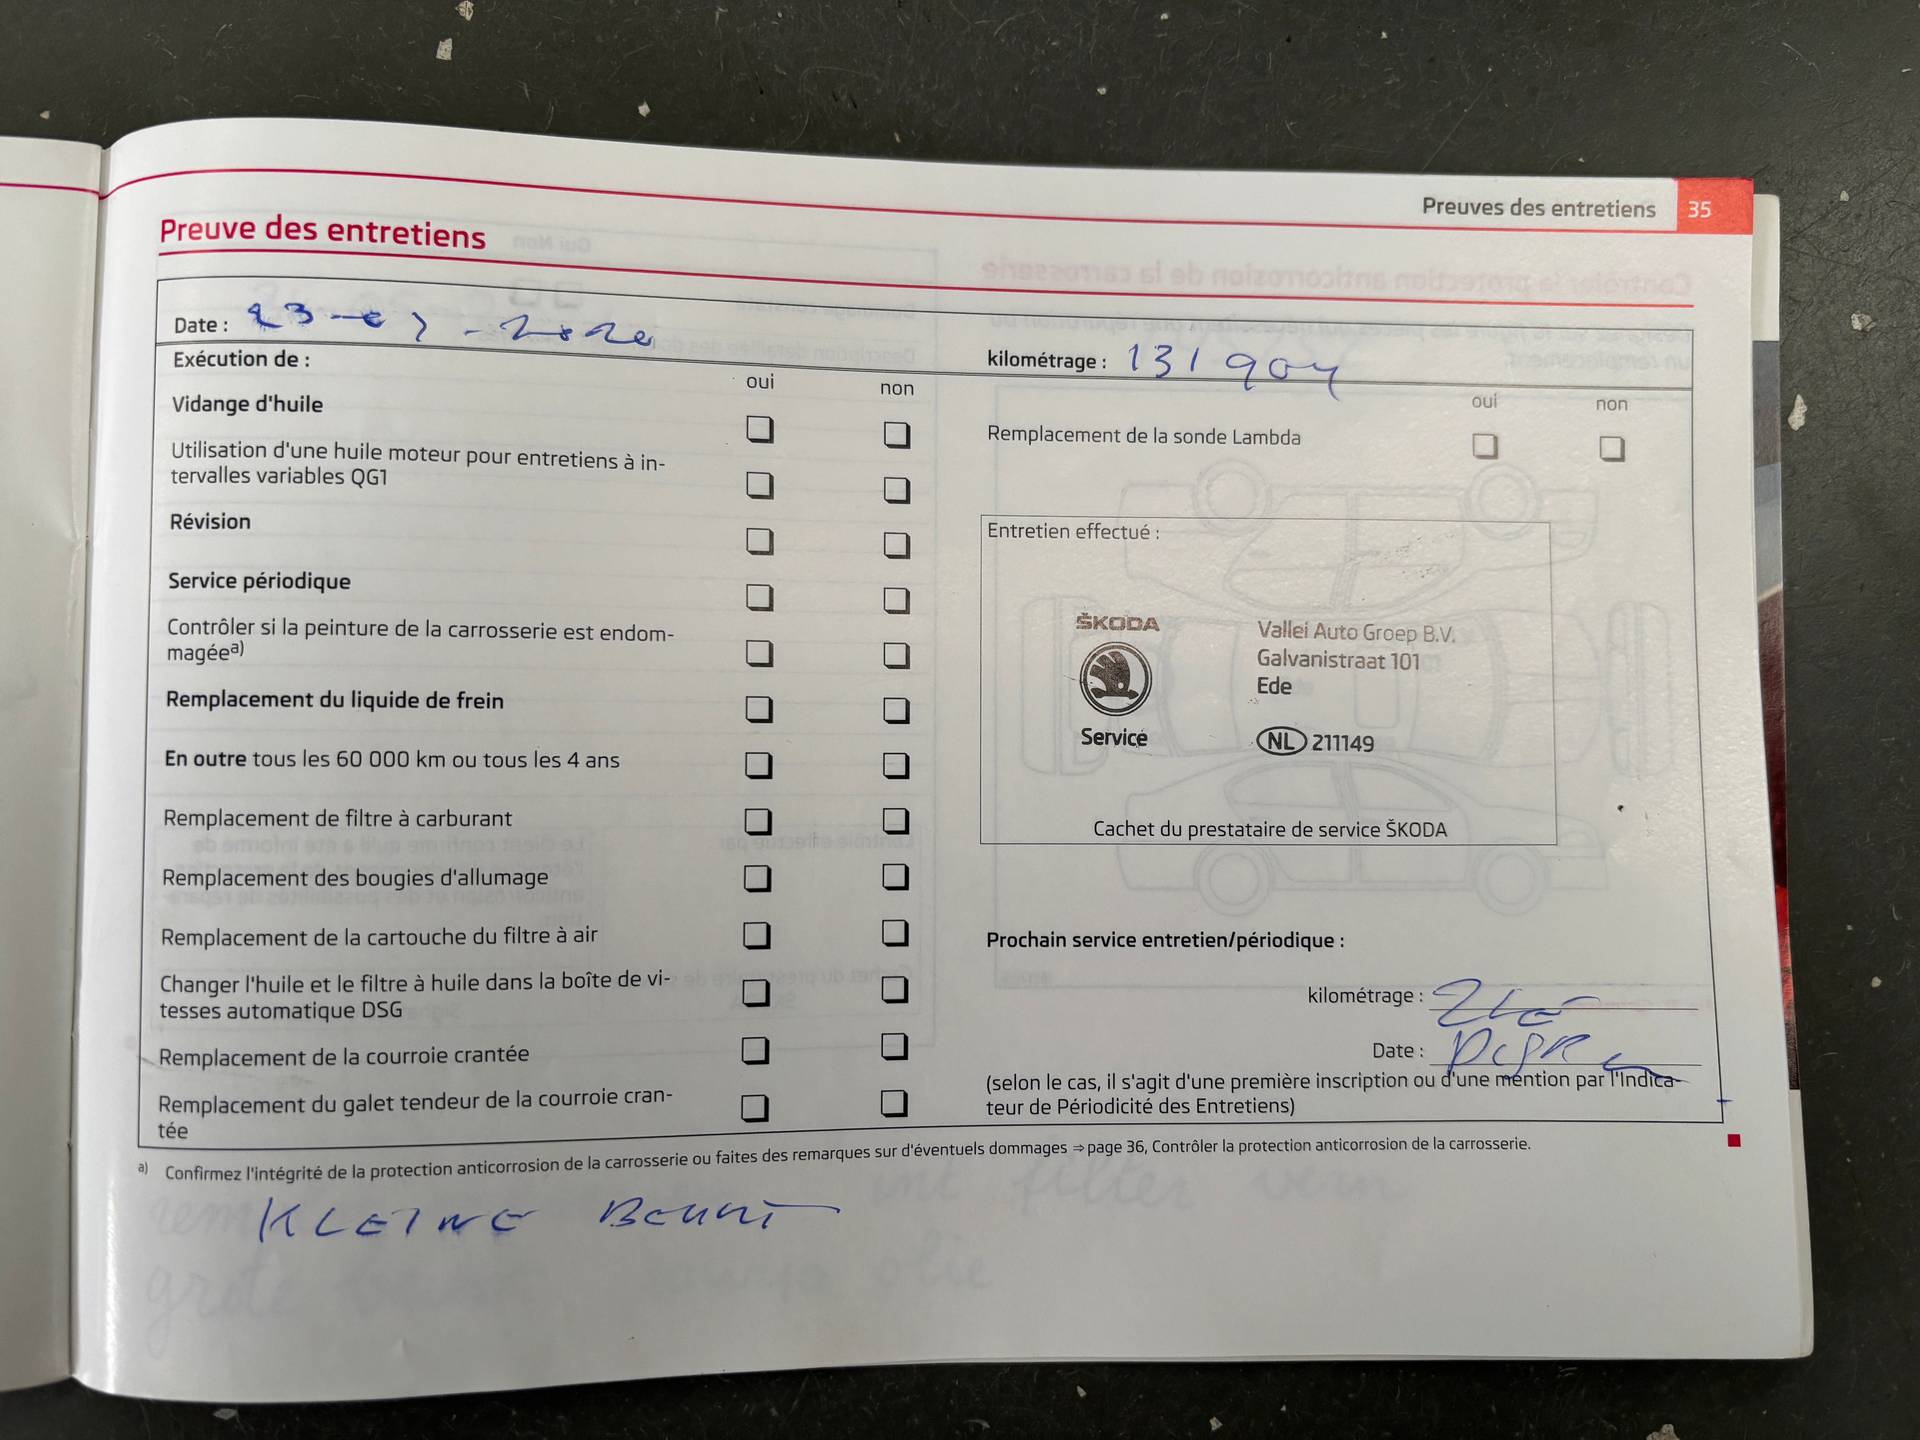 Preuves des entretiens 35
Preuve des entretiens
Date : 23-07-2020
Exécution de :
kilométrage : 131904
oui non
Vidange d'huile
Utilisation d'une huile moteur pour entretiens à in-
tervalles variables QG1
Révision
Service périodique
Contrôler si la peinture de la carrosserie est endom-
magée a)
Remplacement du liquide de frein
En outre tous les 60 000 km ou tous les 4 ans
Remplacement de filtre à carburant
Remplacement des bougies d'allumage
Remplacement de la cartouche du filtre à air
Changer l'huile et le filtre à huile dans la boîte de vi-
tesses automatique DSG
Remplacement de la courroie crantée
Remplacement du galet tendeur de la courroie cran-
tée
oui non
Remplacement de la sonde Lambda
Entretien effectué :
ŠKODA
Service
Vallei Auto Groep B.V.
Galvanistraat 101
Ede
NL 211149
Cachet du prestataire de service ŠKODA
Prochain service entretien/périodique :
kilométrage : ZIE
Date :
(selon le cas, il s'agit d'une première inscription ou d'une mention par l'Indica-
teur de Périodicité des Entretiens)
a) Confirmez l'intégrité de la protection anticorrosion de la carrosserie ou faites des remarques sur d'éventuels dommages ⇒ page 36, Contrôler la protection anticorrosion de la carrosserie.
KLEINE Beurt